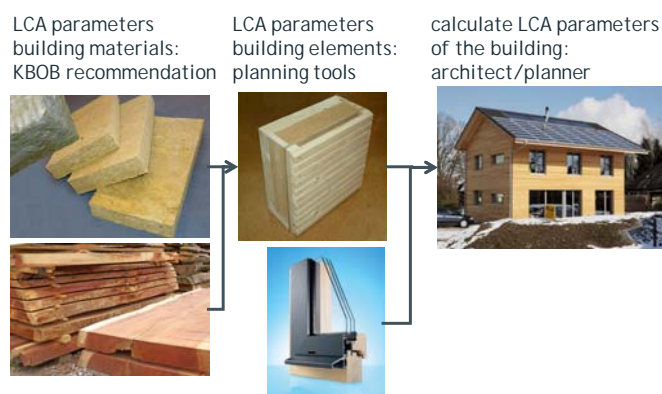 LCA parameters
building materials:
KBOB recommendation
LCA parameters
building elements:
planning tools
calculate LCA parameters
of the building:
architect/planner